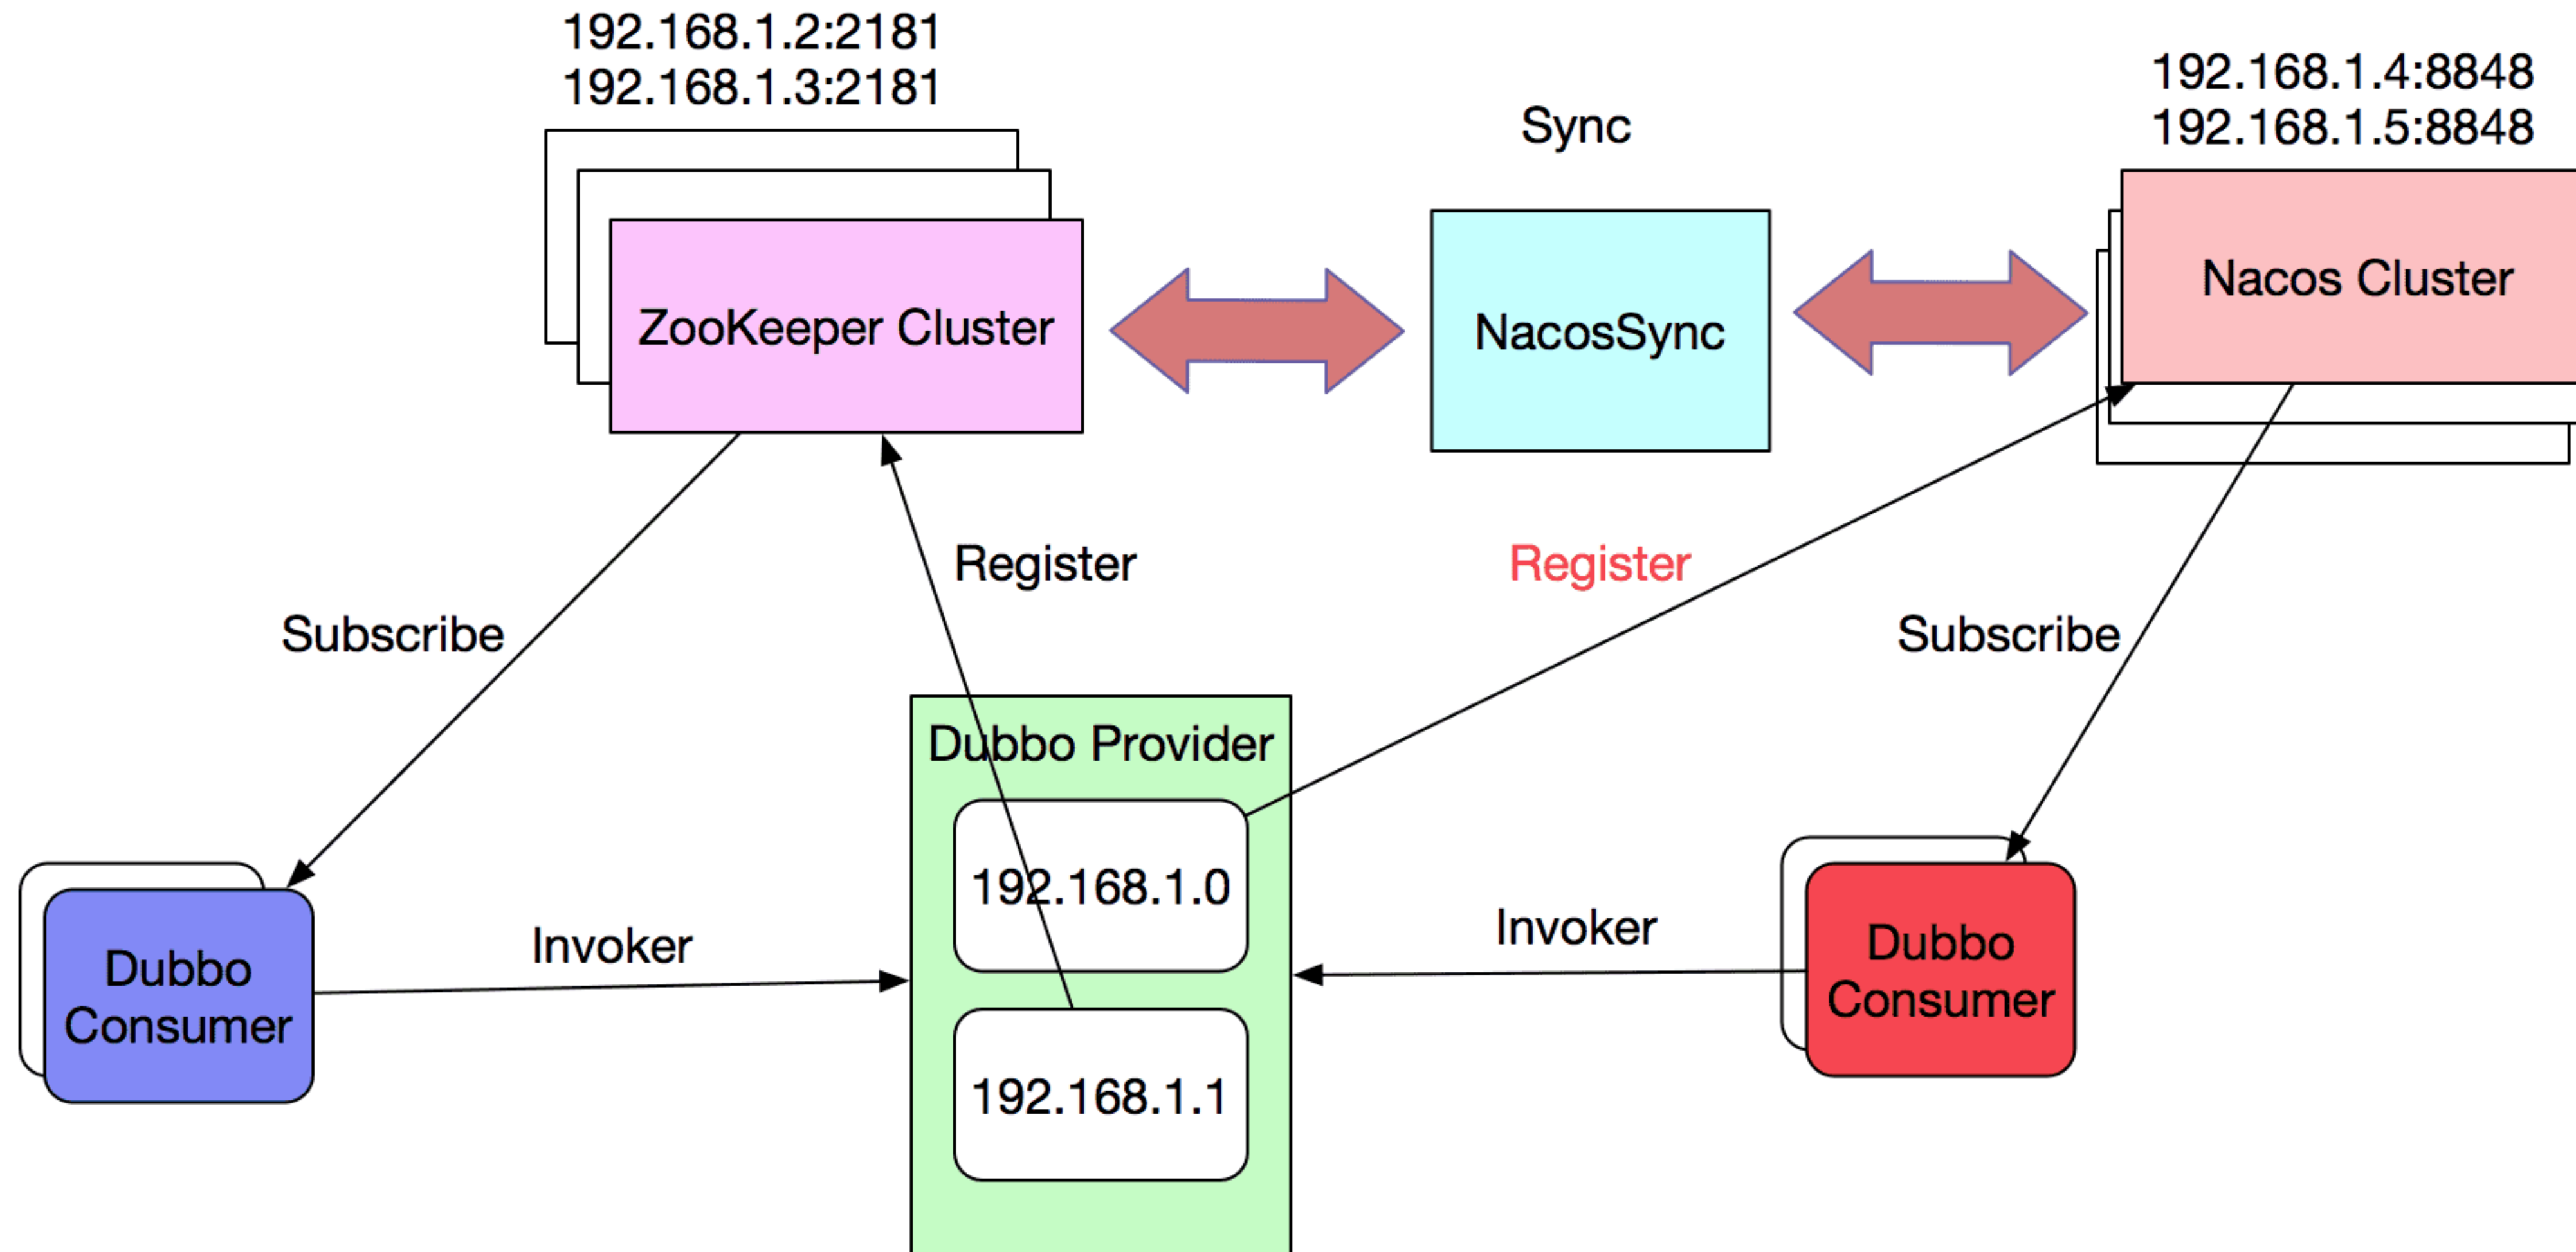 192.168.1.2:2181
192.168.1.3:2181
192.168.1.4:8848
192.168.1.5:8848
Sync
ZooKeeper Cluster
NacosSync
Nacos Cluster
Register
Register
Subscribe
Subscribe
Dubbo Provider
192.168.1.0
192.168.1.1
Invoker
Invoker
Dubbo
Consumer
Dubbo
Consumer